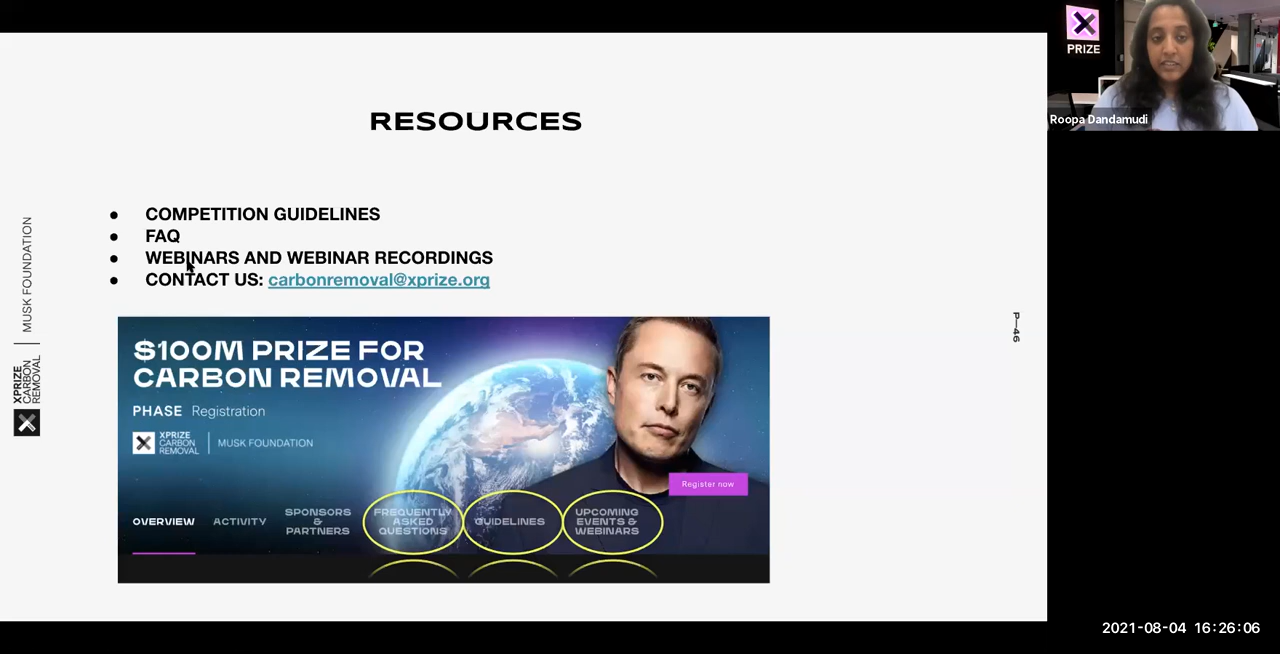 RESOURCES
● COMPETITION GUIDELINES
● FAQ
● WEBINARS AND WEBINAR RECORDINGS
● CONTACT US: carbonremoval@xprize.org
$100M PRIZE FOR
CARBON REMOVAL
PHASE Registration
XPRIZE
CARBON
REMOVAL
MUSK FOUNDATION
Register now
OVERVIEW
ACTIVITY
SPONSORS
&
PARTNERS
FREQUENTLY
ASKED
QUESTIONS
GUIDELINES
UPCOMING
EVENTS &
WEBINARS
XPRIZE
CARBON
REMOVAL
MUSK FOUNDATION
P—46
PRIZE
Roopa Dandamudi
2021-08-04 16:26:06